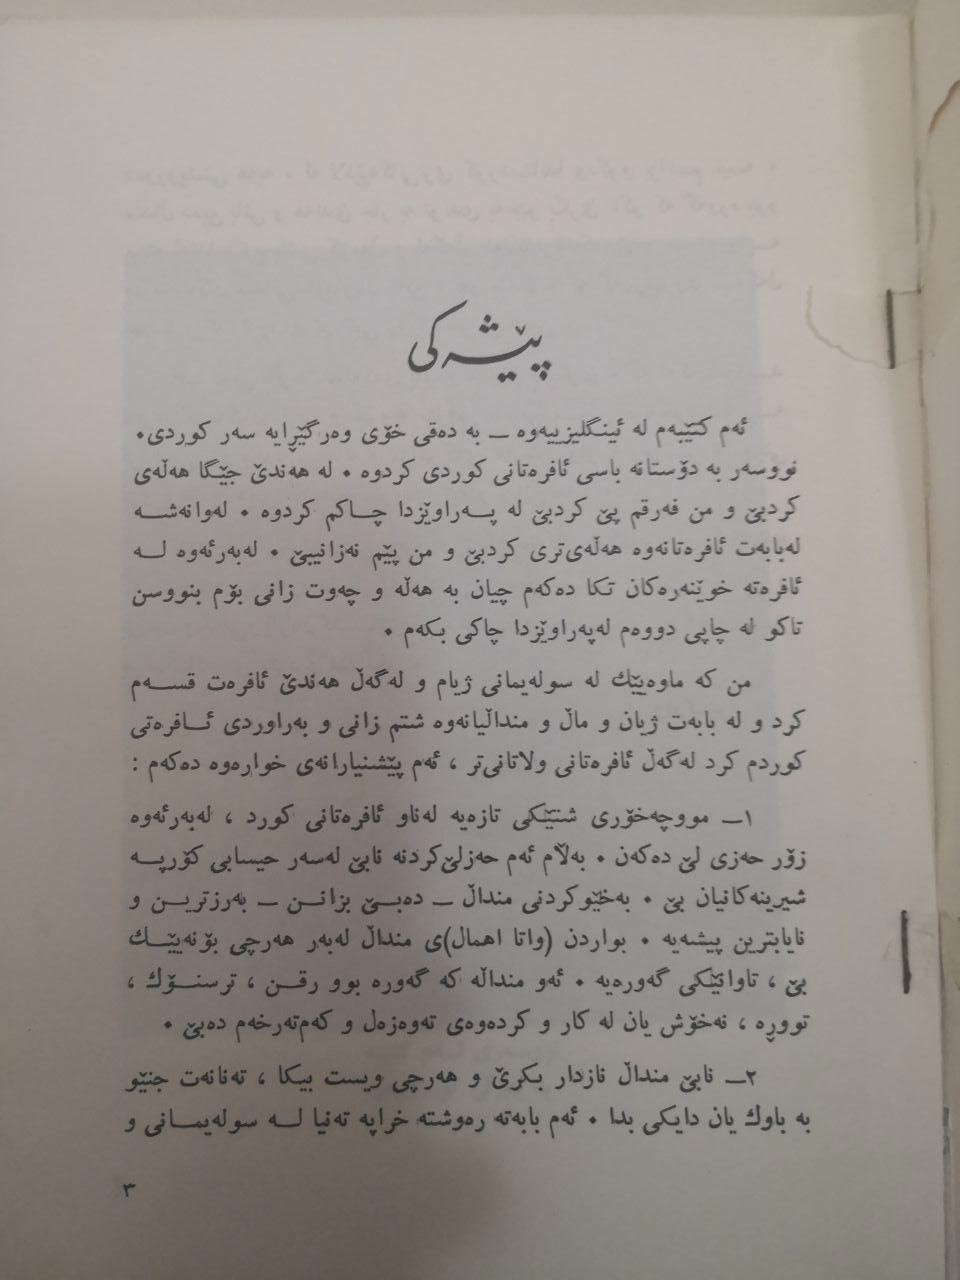 پێشەکی
ئەم کتێبەم لە ئینگلیزییەوە ــ بە دەقی خۆی وەرگێڕایە سەر کوردی.
نووسەر بە دۆستانە باسی ئافرەتانی کوردی کردوە . لە هەندێ جێگا هەڵەی
کردبێ و من فەرقم پێ کردبێ لە پەراوێزدا چاکم کردوە . لەوانەشە
لەبابەت ئافرەتانەوە هەڵەی‌تری کردبێ و من پێم نەزانیبێ . لەبەرئەوە لە
ئافرەتە خوێنەرەکان تکا دەکەم چیان بە هەڵە و چەوت زانی بۆم بنووسن
تاکو لە چاپی دووەم لەپەراوێزدا چاکی بکەم .
من کە ماوەیێك لە سولەیمانی ژیام و لەگەڵ هەندێ ئافرەت قسەم
کرد و لە بابەت ژیان و ماڵ و منداڵیانەوە شتم زانی و بەراوردی ئافرەتی
کوردم کرد لەگەڵ ئافرەتانی ولاتانی‌تر ، ئەم پێشنیارانەی خوارەوە دەکەم :
١ــ مووچەخۆری شتێکی تازەیە لەناو ئافرەتانی کورد ، لەبەرئەوە
زۆر حەزی لێ دەکەن . بەڵام ئەم حەزلێ‌کردنە نابێ لەسەر حیسابی کۆرپە
شیرینەکانیان بێ . بەخێوکردنی منداڵ ــ دەبێ بزانن ــ بەرزترین و
نایابترین پیشەیە . بواردن (واتا اهمال)ی منداڵ لەبەر هەرچی بۆنەیێك
بێ ، تاوانێکی گەورەیە . ئەو منداڵە کە گەورە بوو رقن ، ترسنۆك ،
توورە ، نەخۆش یان لە کار و کردەوەی تەوەزەل و کەم‌تەرخەم دەبێ .
٢ــ نابێ منداڵ نازدار بکرێ و هەرچی ویست بیکا ، تەنانەت جنێو
بە باوك یان دایکی بدا . ئەم بابەتە رەوشتە خراپە تەنیا لە سولەیمانی و
٣